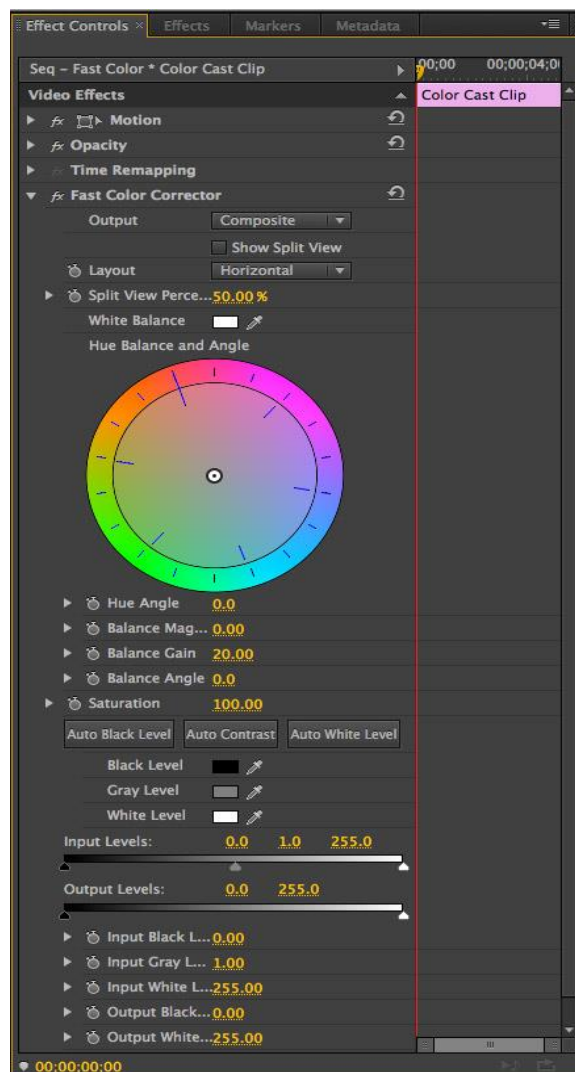 Effect Controls × Effects Markers Metadata
Seq – Fast Color * Color Cast Clip 00;00 00;00;04;0
Video Effects Color Cast Clip
fx Motion
fx Opacity
Time Remapping
fx Fast Color Corrector
Output Composite
Show Split View
Layout Horizontal
Split View Perce... 50.00 %
White Balance
Hue Balance and Angle
Hue Angle 0.0
Balance Mag... 0.00
Balance Gain 20.00
Balance Angle 0.0
Saturation 100.00
Auto Black Level Auto Contrast Auto White Level
Black Level
Gray Level
White Level
Input Levels: 0.0 1.0 255.0
Output Levels: 0.0 255.0
Input Black L... 0.00
Input Gray L... 1.00
Input White L... 255.00
Output Black... 0.00
Output White... 255.00
00:00:00:00